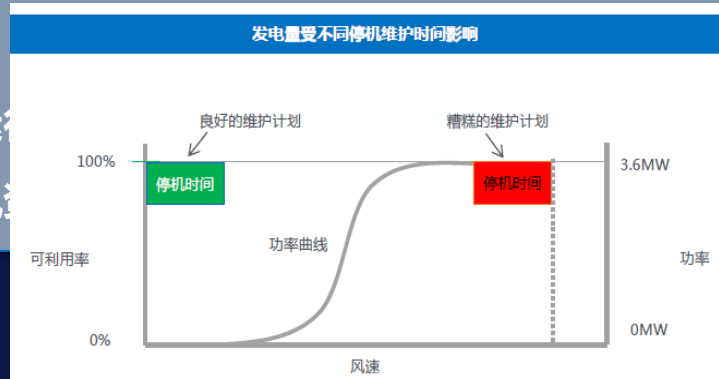 发电量受不同停机维护时间影响
良好的维护计划
糟糕的维护计划
100%
3.6MW
停机时间
停机时间
功率曲线
可利用率
功率
0%
0MW
风速